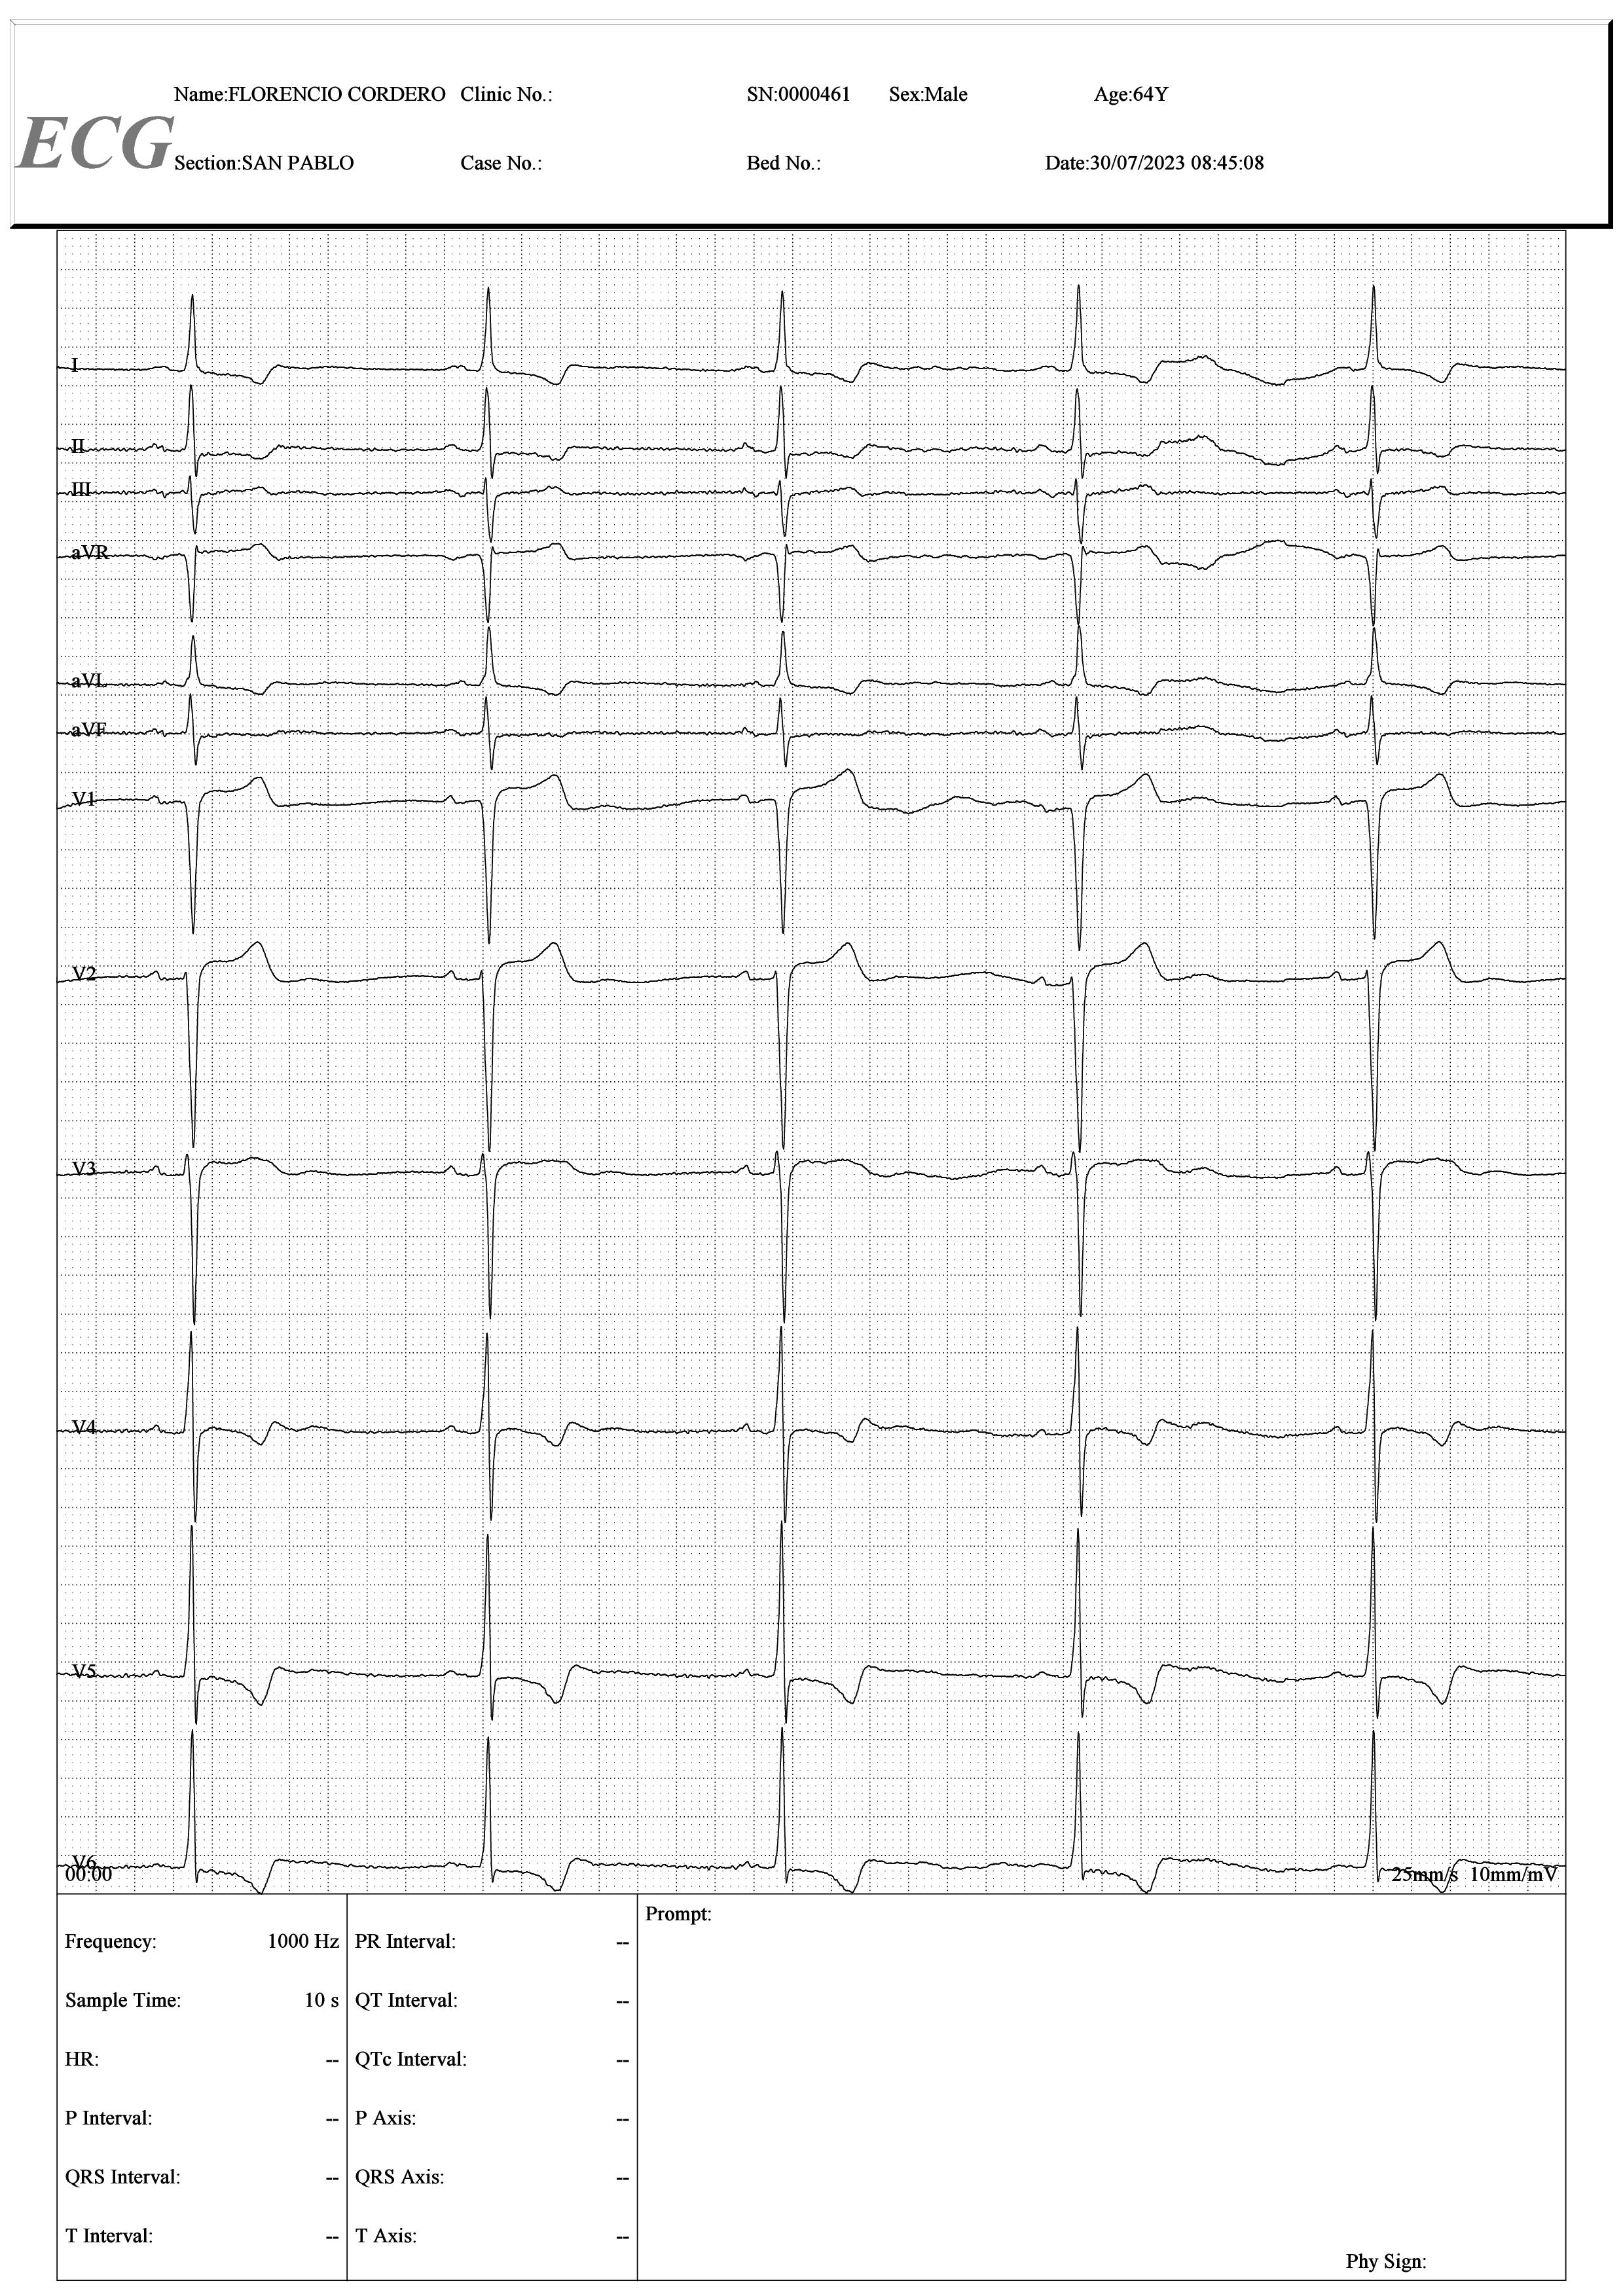 Name:FLORENCIO CORDERO Clinic No.: SN:0000461 Sex:Male Age:64Y
ECG
Section:SAN PABLO Case No.: Bed No.: Date:30/07/2023 08:45:08
I
II
III
aVR
aVL
aVF
V1
V2
V3
V4
V5
V6
00:00 25mm/s 10mm/mV
Prompt:
Frequency: 1000 Hz PR Interval: --
Sample Time: 10 s QT Interval: --
HR: -- QTc Interval: --
P Interval: -- P Axis: --
QRS Interval: -- QRS Axis: --
T Interval: -- T Axis: --
Phy Sign: